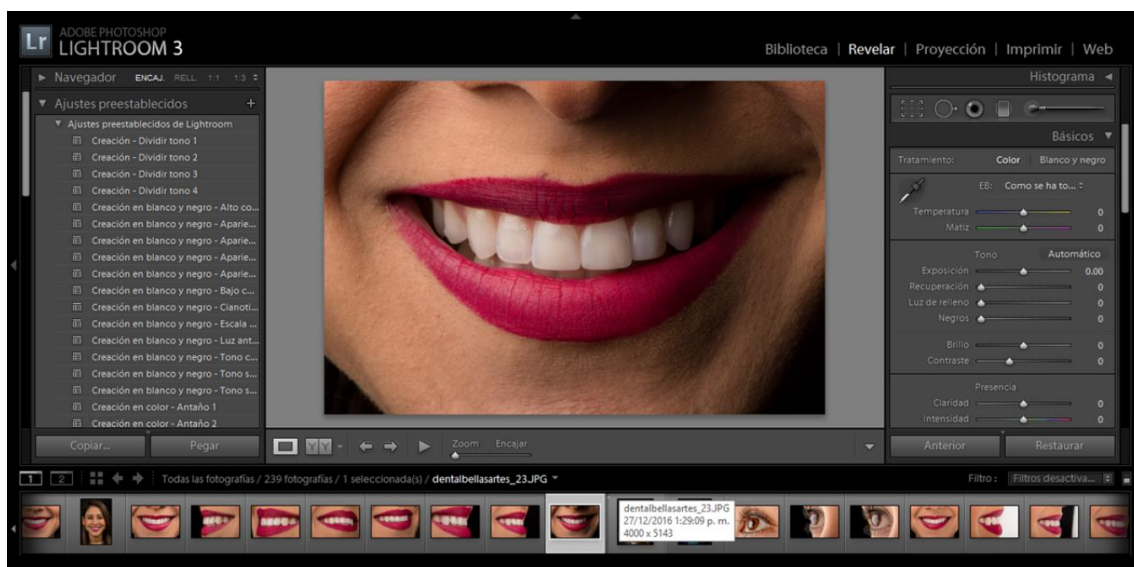 Lr
ADOBE PHOTOSHOP
LIGHTROOM 3
Biblioteca | Revelar | Proyección | Imprimir | Web
Navegador ENCAJ. RELL. 1:1 1:3
Ajustes preestablecidos +
Ajustes preestablecidos de Lightroom
Creación - Dividir tono 1
Creación - Dividir tono 2
Creación - Dividir tono 3
Creación - Dividir tono 4
Creación en blanco y negro - Alto co...
Creación en blanco y negro - Aparie...
Creación en blanco y negro - Aparie...
Creación en blanco y negro - Aparie...
Creación en blanco y negro - Aparie...
Creación en blanco y negro - Bajo c...
Creación en blanco y negro - Cianoti...
Creación en blanco y negro - Escala ...
Creación en blanco y negro - Luz ant...
Creación en blanco y negro - Tono c...
Creación en blanco y negro - Tono s...
Creación en blanco y negro - Tono s...
Creación en color - Antaño 1
Creación en color - Antaño 2
Copiar... Pegar
Zoom Encajar
Histograma
Básicos
Tratamiento: Color | Blanco y negro
EB: Como se ha to...
Temperatura 0
Matiz 0
Tono Automático
Exposición 0.00
Recuperación 0
Luz de relleno 0
Negros 0
Brillo 0
Contraste 0
Presencia
Claridad 0
Intensidad 0
Anterior Restaurar
1 2 Todas las fotografías / 239 fotografías / 1 seleccionada(s) / dentalbellasartes_23.JPG
Filtro : Filtros desactiva...
dentalbellasartes_23.JPG
27/12/2016 1:29:09 p. m.
4000 x 5143